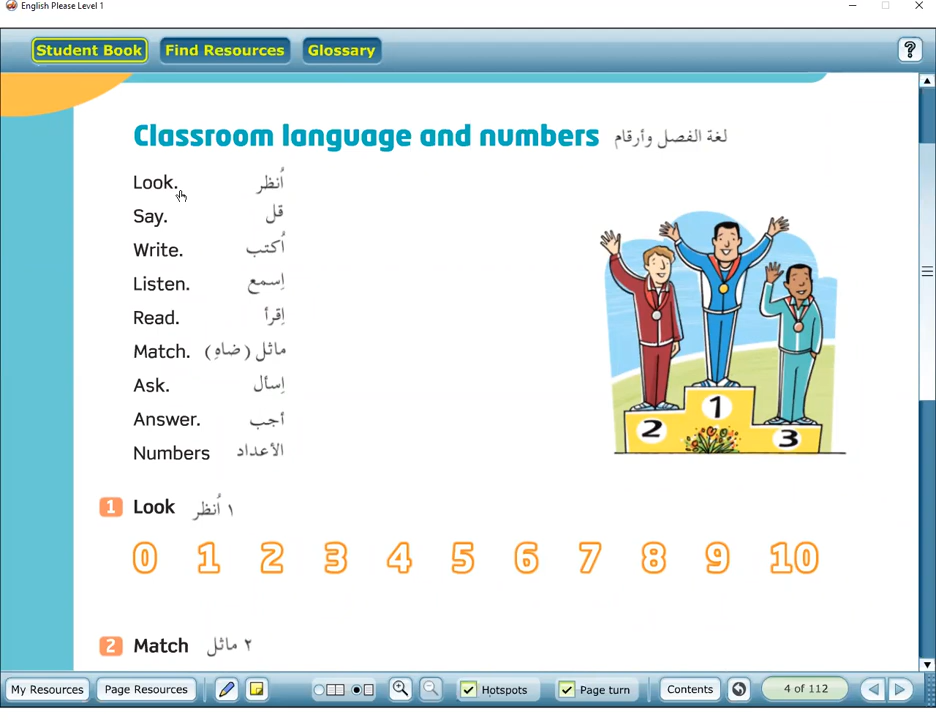 English Please Level 1
Student Book Find Resources Glossary ?
Classroom language and numbers لغة الفصل وأرقام
Look. أُنظر
Say. قل
Write. أُكتب
Listen. إسمع
Read. إقرأ
Match. ماثل (ضاهِ)
Ask. إسأل
Answer. أجب
Numbers الأعداد
1 2 3
1 Look ١ أُنظر
0 1 2 3 4 5 6 7 8 9 10
2 Match ٢ ماثل
My Resources Page Resources Hotspots Page turn Contents 4 of 112